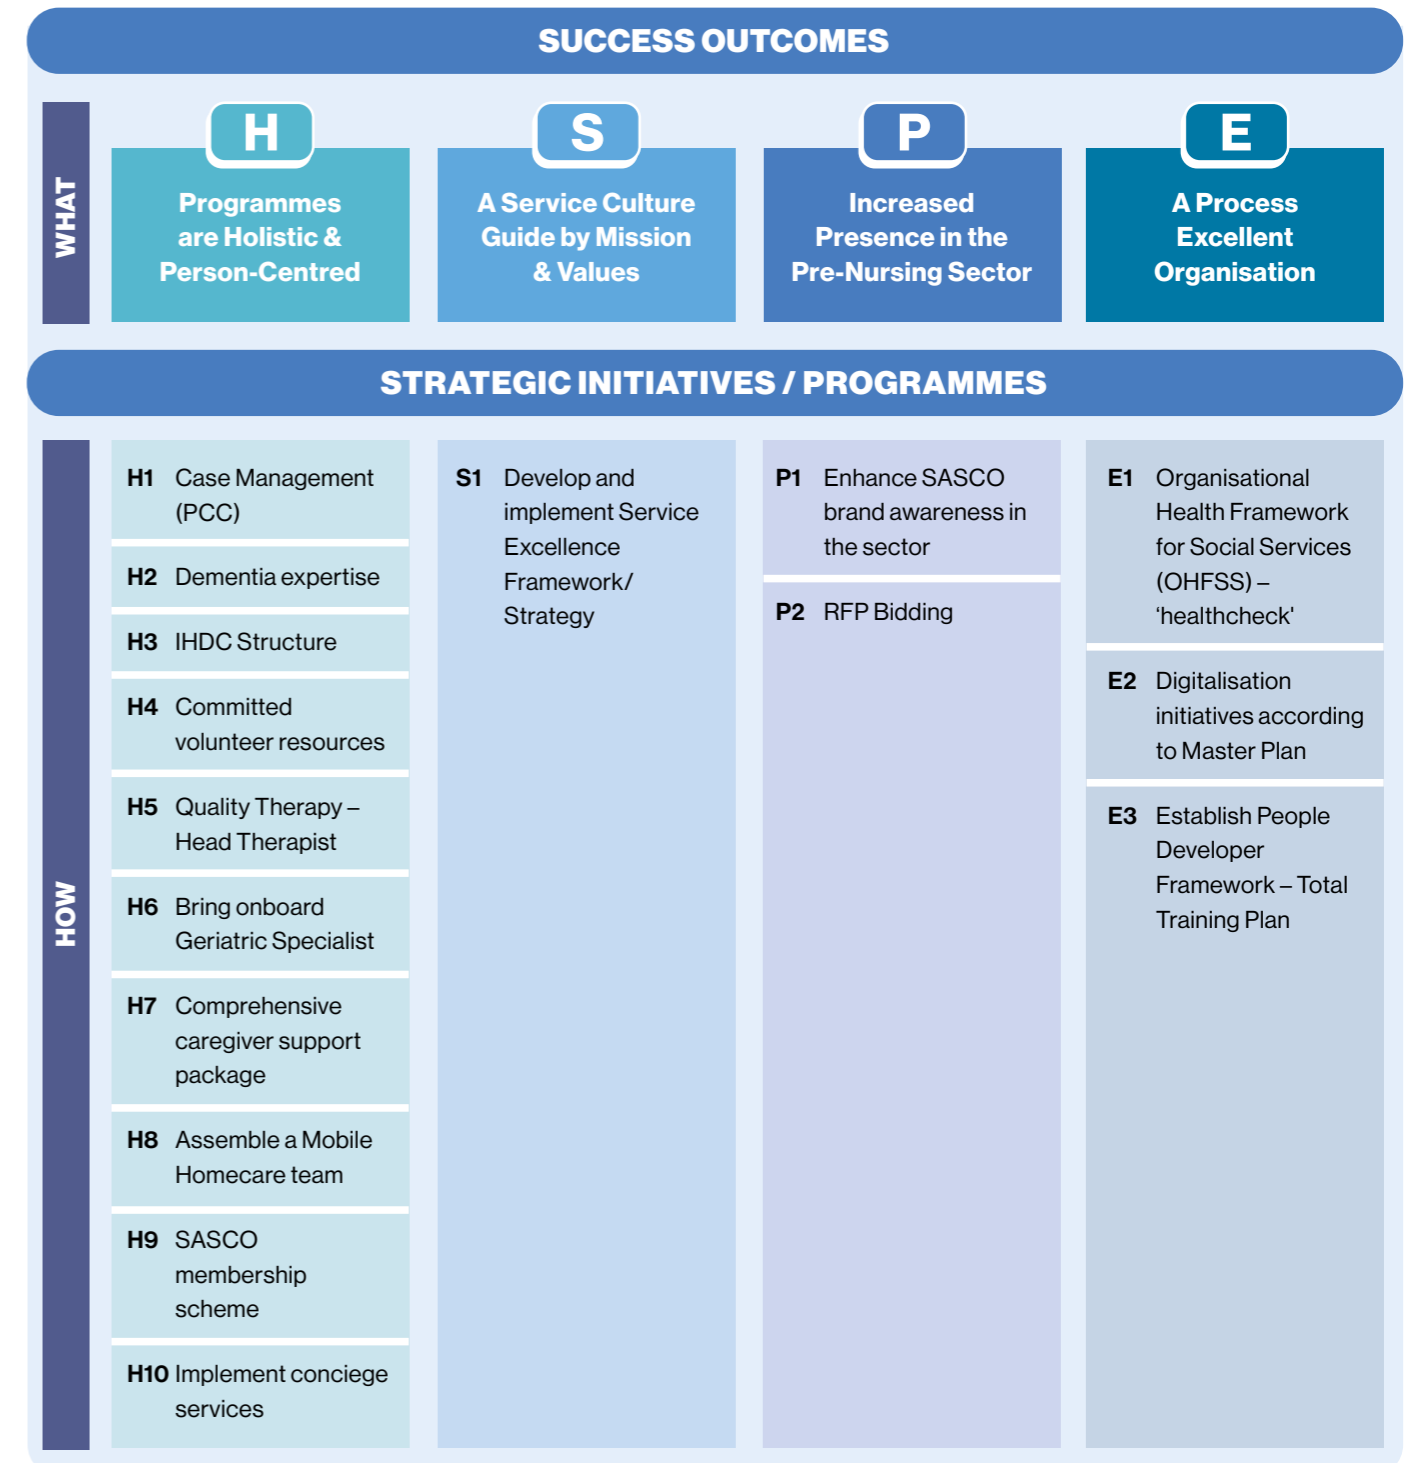 SUCCESS OUTCOMES
WHAT
H
Programmes
are Holistic &
Person-Centred
S
A Service Culture
Guide by Mission
& Values
P
Increased
Presence in the
Pre-Nursing Sector
E
A Process
Excellent
Organisation
STRATEGIC INITIATIVES / PROGRAMMES
HOW
H1 Case Management
(PCC)
H2 Dementia expertise
H3 IHDC Structure
H4 Committed
volunteer resources
H5 Quality Therapy –
Head Therapist
H6 Bring onboard
Geriatric Specialist
H7 Comprehensive
caregiver support
package
H8 Assemble a Mobile
Homecare team
H9 SASCO
membership
scheme
H10 Implement conciege
services
S1 Develop and
implement Service
Excellence
Framework/
Strategy
P1 Enhance SASCO
brand awareness in
the sector
P2 RFP Bidding
E1 Organisational
Health Framework
for Social Services
(OHFSS) –
‘healthcheck'
E2 Digitalisation
initiatives according
to Master Plan
E3 Establish People
Developer
Framework – Total
Training Plan